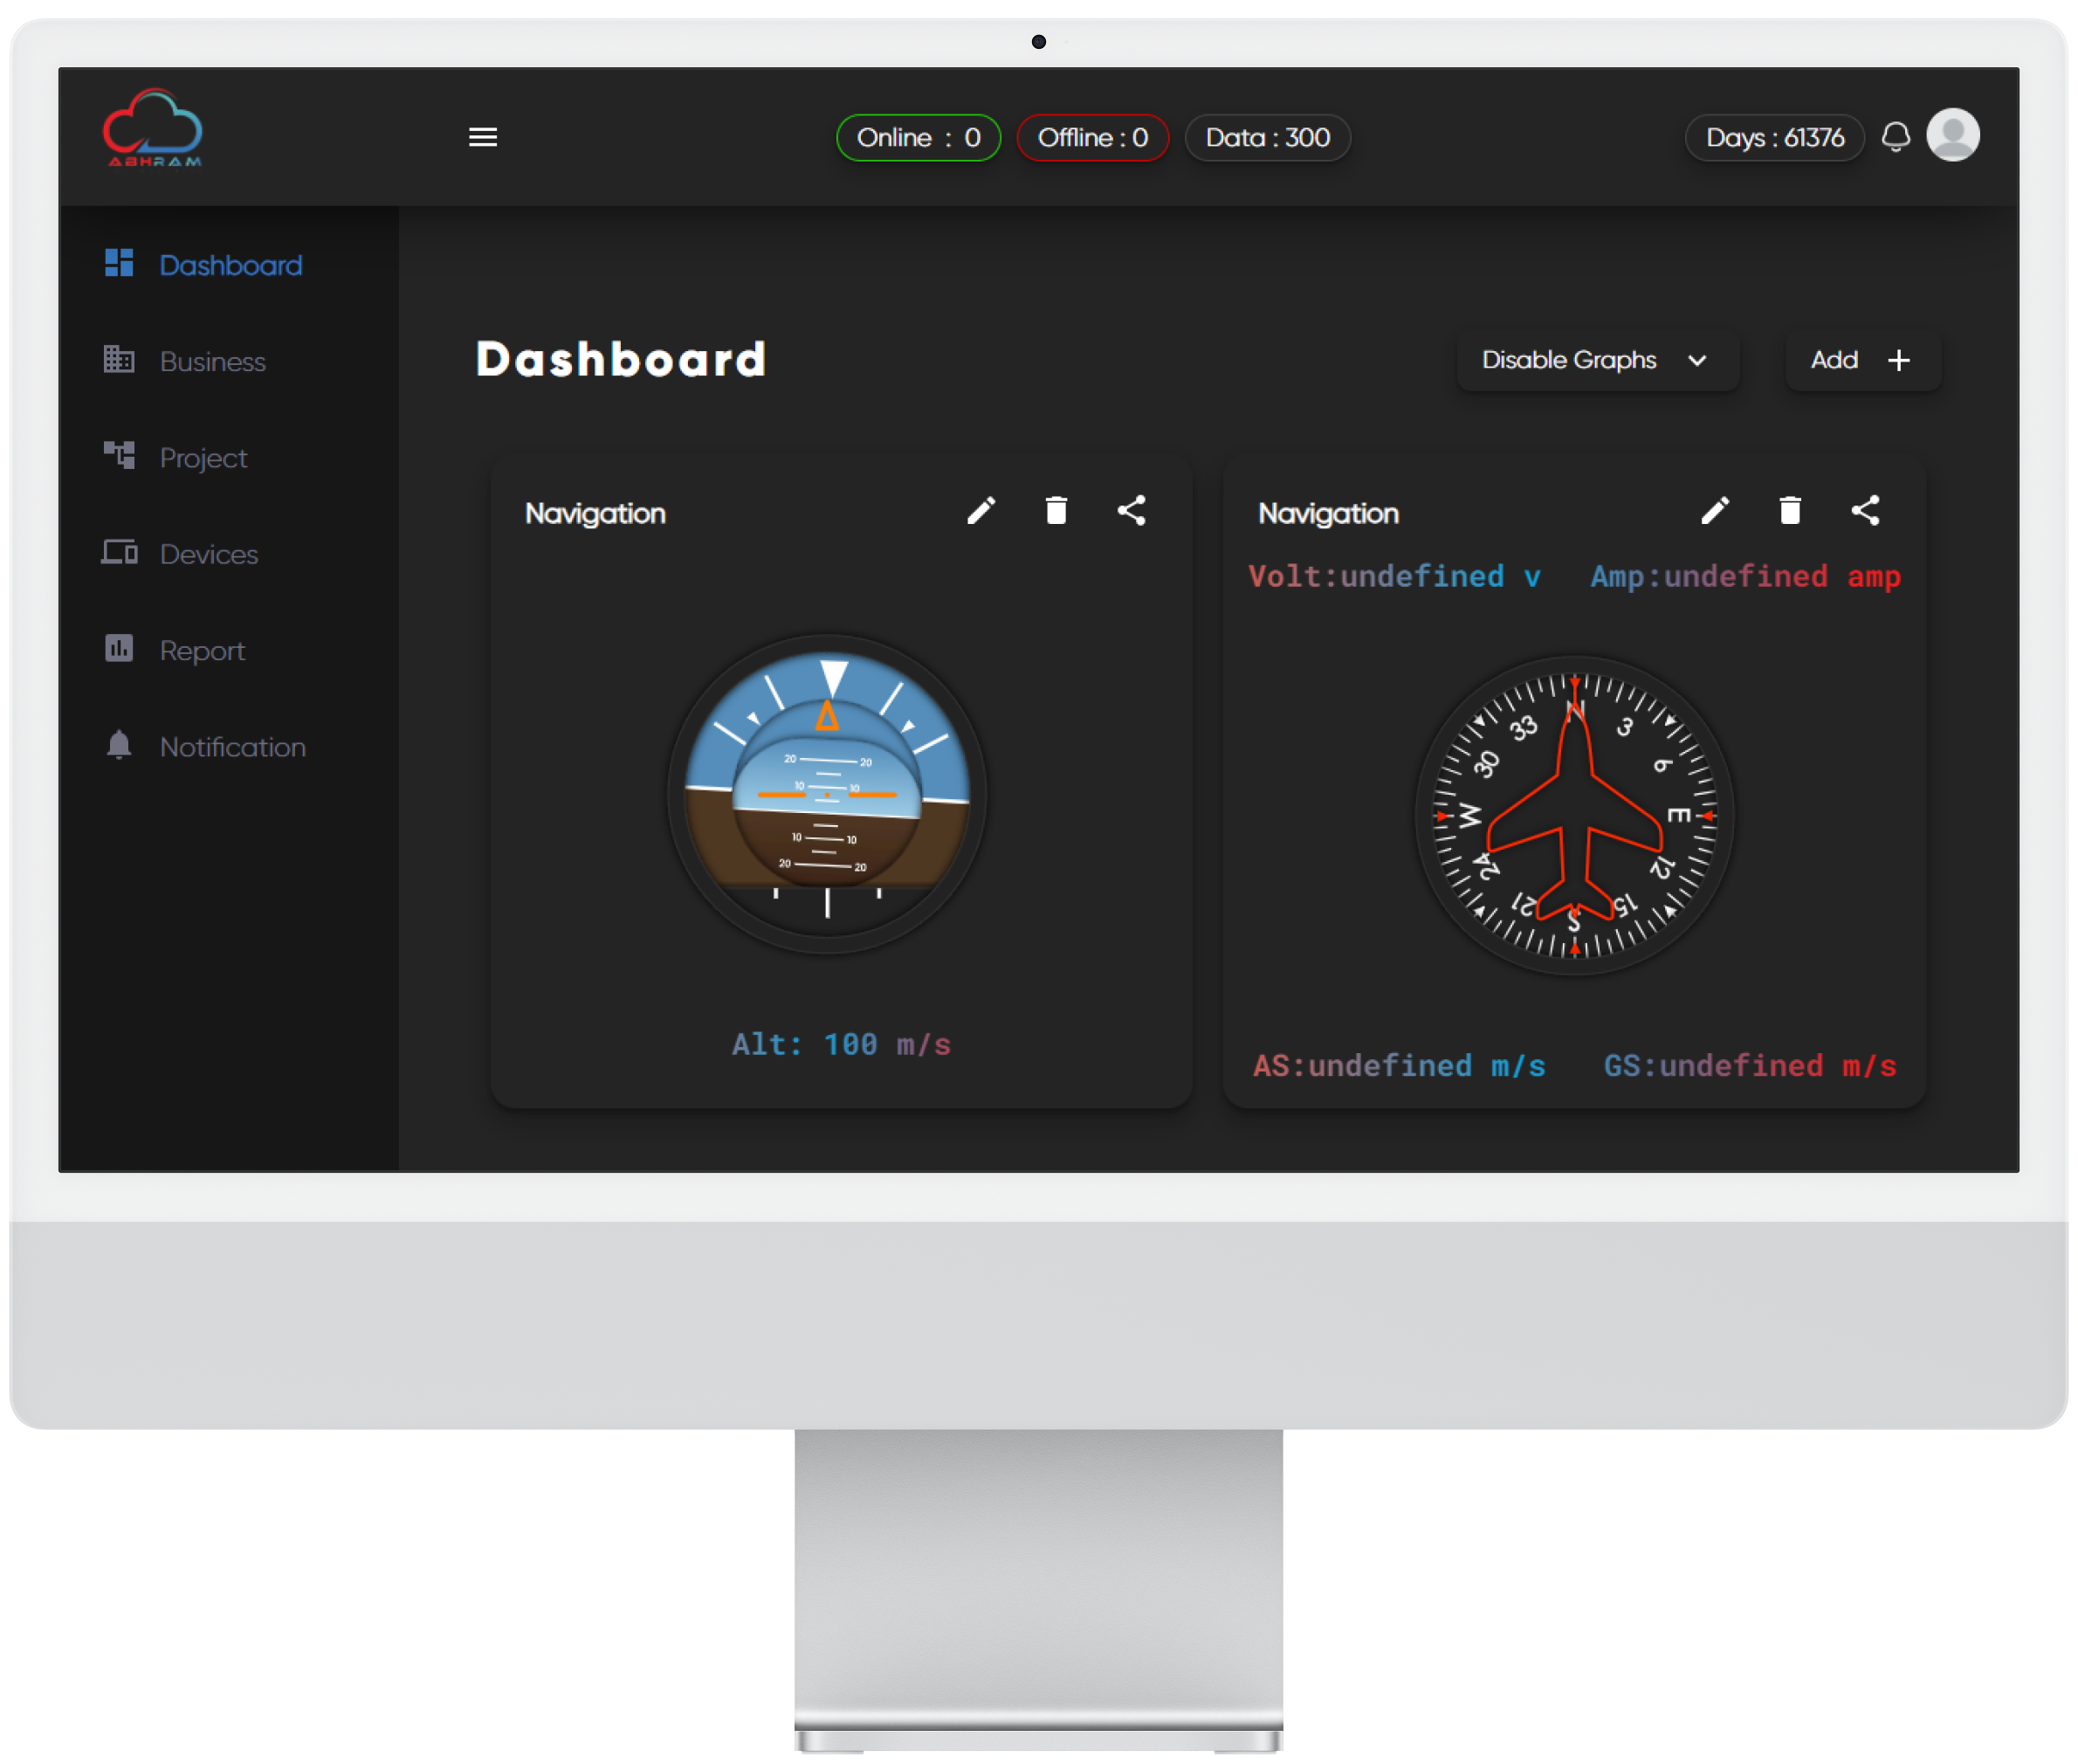 ABHRAM
Online : 0
Offline : 0
Data : 300
Days : 61376
Dashboard
Business
Project
Devices
Report
Notification
Dashboard
Disable Graphs
Add +
Navigation
20 20
10 10
10 10
20 20
Alt: 100 m/s
Navigation
Volt:undefined v Amp:undefined amp
N
33 3
30 6
W E
24 12
21 15
S
AS:undefined m/s GS:undefined m/s